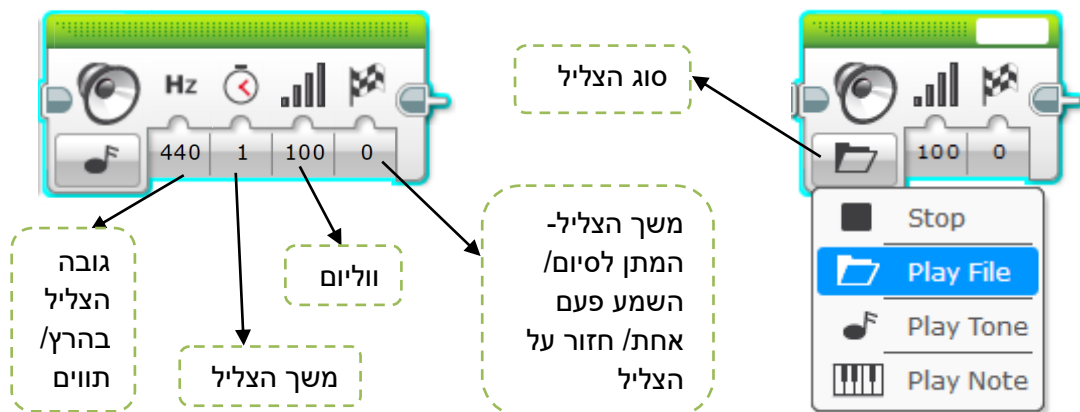 Hz
440 1 100 0
סוג הצליל
100 0
Stop
Play File
Play Tone
Play Note
גובה
הצליל
בהרץ/
תווים
משך הצליל
ווליום
משך הצליל-
המתן לסיום/
השמע פעם
אחת/ חזור על
הצליל